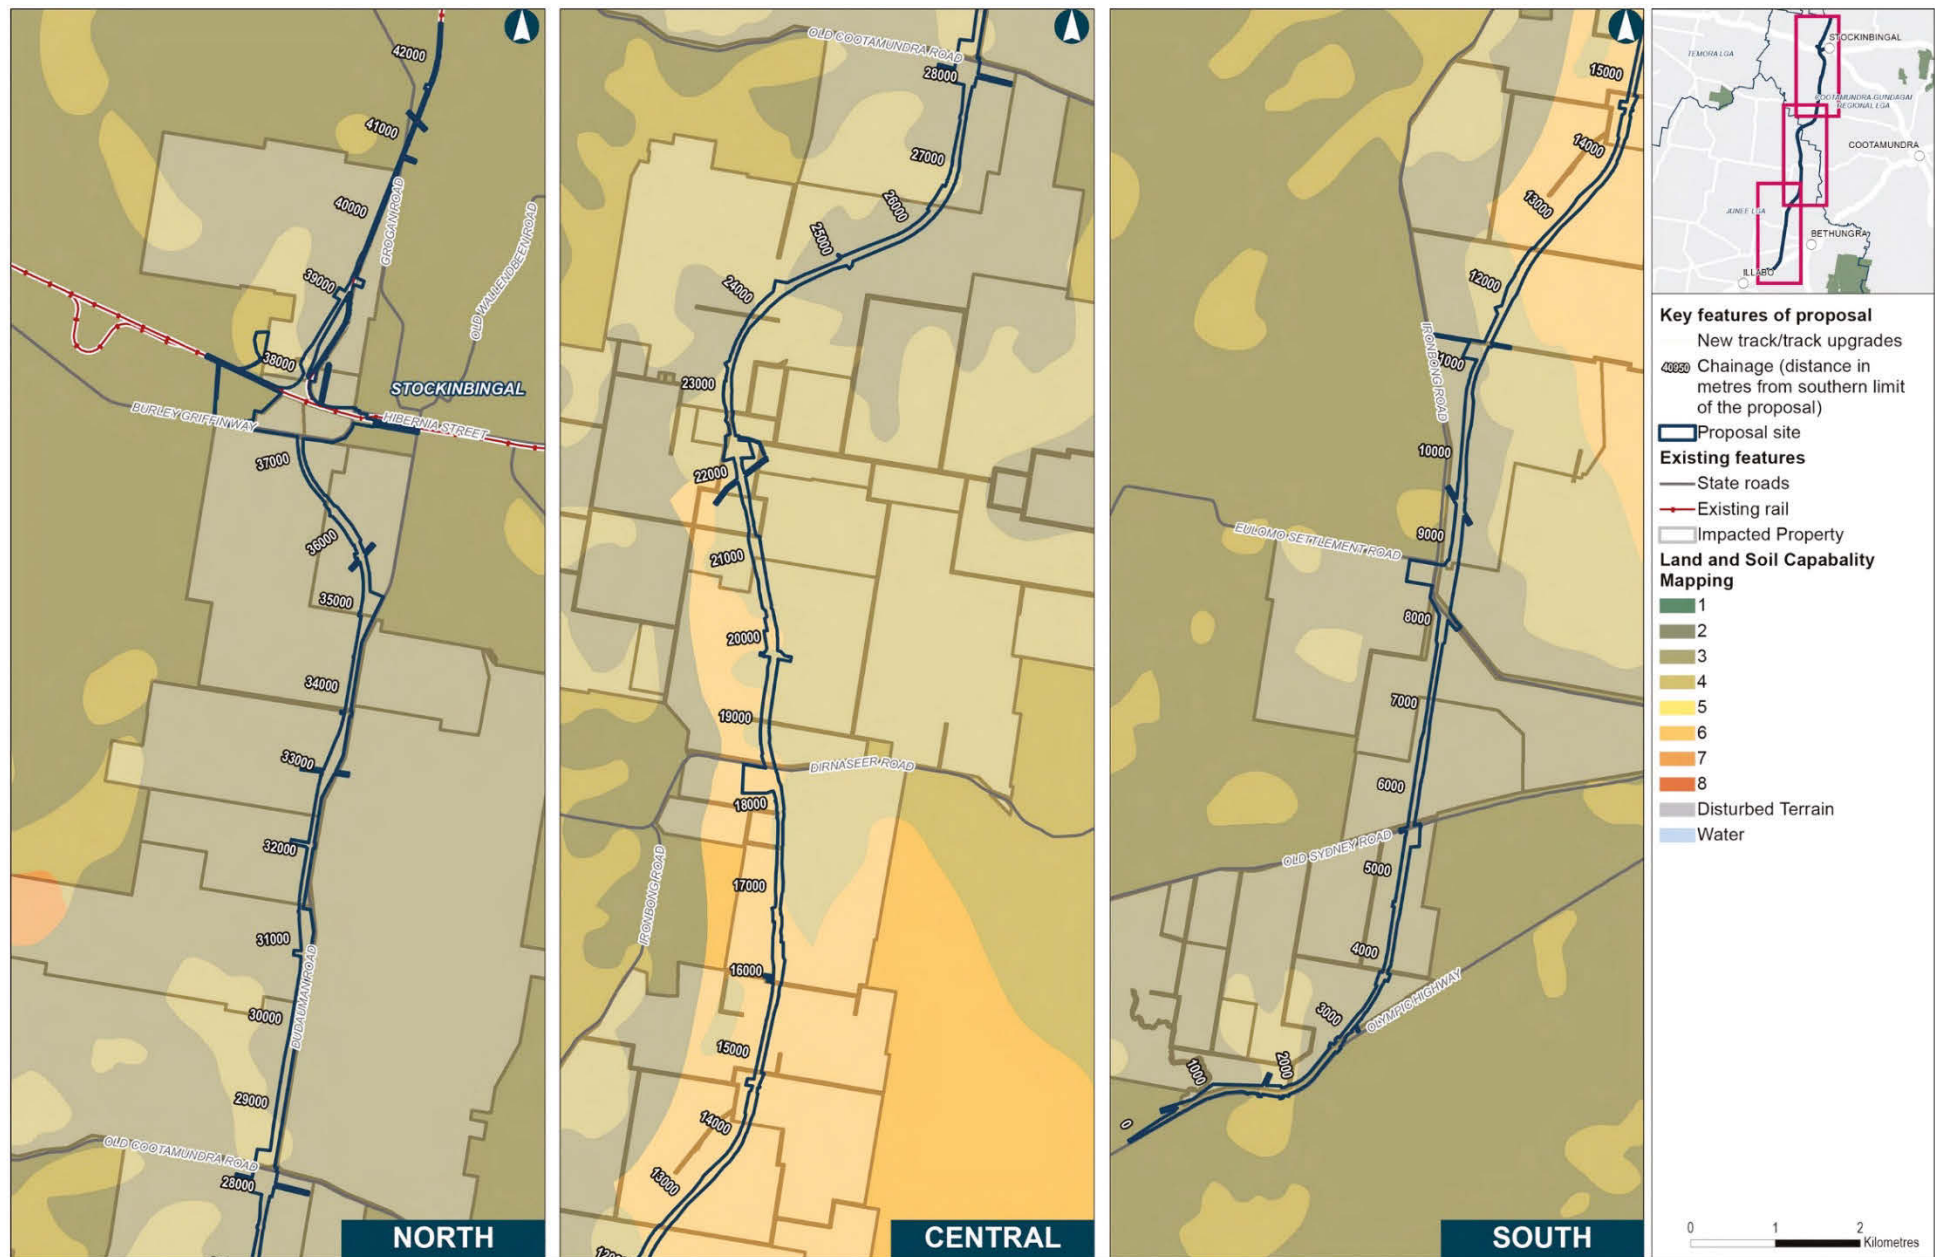 42000
41000
40000
GROGAN ROAD
OLD WALLENDBEEN ROAD
39000
38000
STOCKINBINGAL
BURLEY GRIFFIN WAY
HIBERNIA STREET
37000
36000
35000
34000
33000
32000
31000
DUDAUMAN ROAD
30000
29000
OLD COOTAMUNDRA ROAD
28000
NORTH
OLD COOTAMUNDRA ROAD
28000
27000
26000
25000
24000
23000
22000
21000
20000
19000
DIRNASEER ROAD
18000
IRONBONG ROAD
17000
16000
15000
14000
13000
CENTRAL
15000
14000
13000
12000
IRONBONG ROAD
10000
9000
EULOMO SETTLEMENT ROAD
8000
7000
6000
OLD SYDNEY ROAD
5000
4000
OLYMPIC HIGHWAY
3000
2000
1000
0
SOUTH
STOCKINBINGAL
TEMORA LGA
COOTAMUNDRA-GUNDAGAI
REGIONAL LGA
COOTAMUNDRA
JUNEE LGA
BETHUNGRA
ILLABO
Key features of proposal
New track/track upgrades
40950 Chainage (distance in
metres from southern limit
of the proposal)
Proposal site
Existing features
State roads
Existing rail
Impacted Property
Land and Soil Capabality
Mapping
1
2
3
4
5
6
7
8
Disturbed Terrain
Water
0 1 2
Kilometres